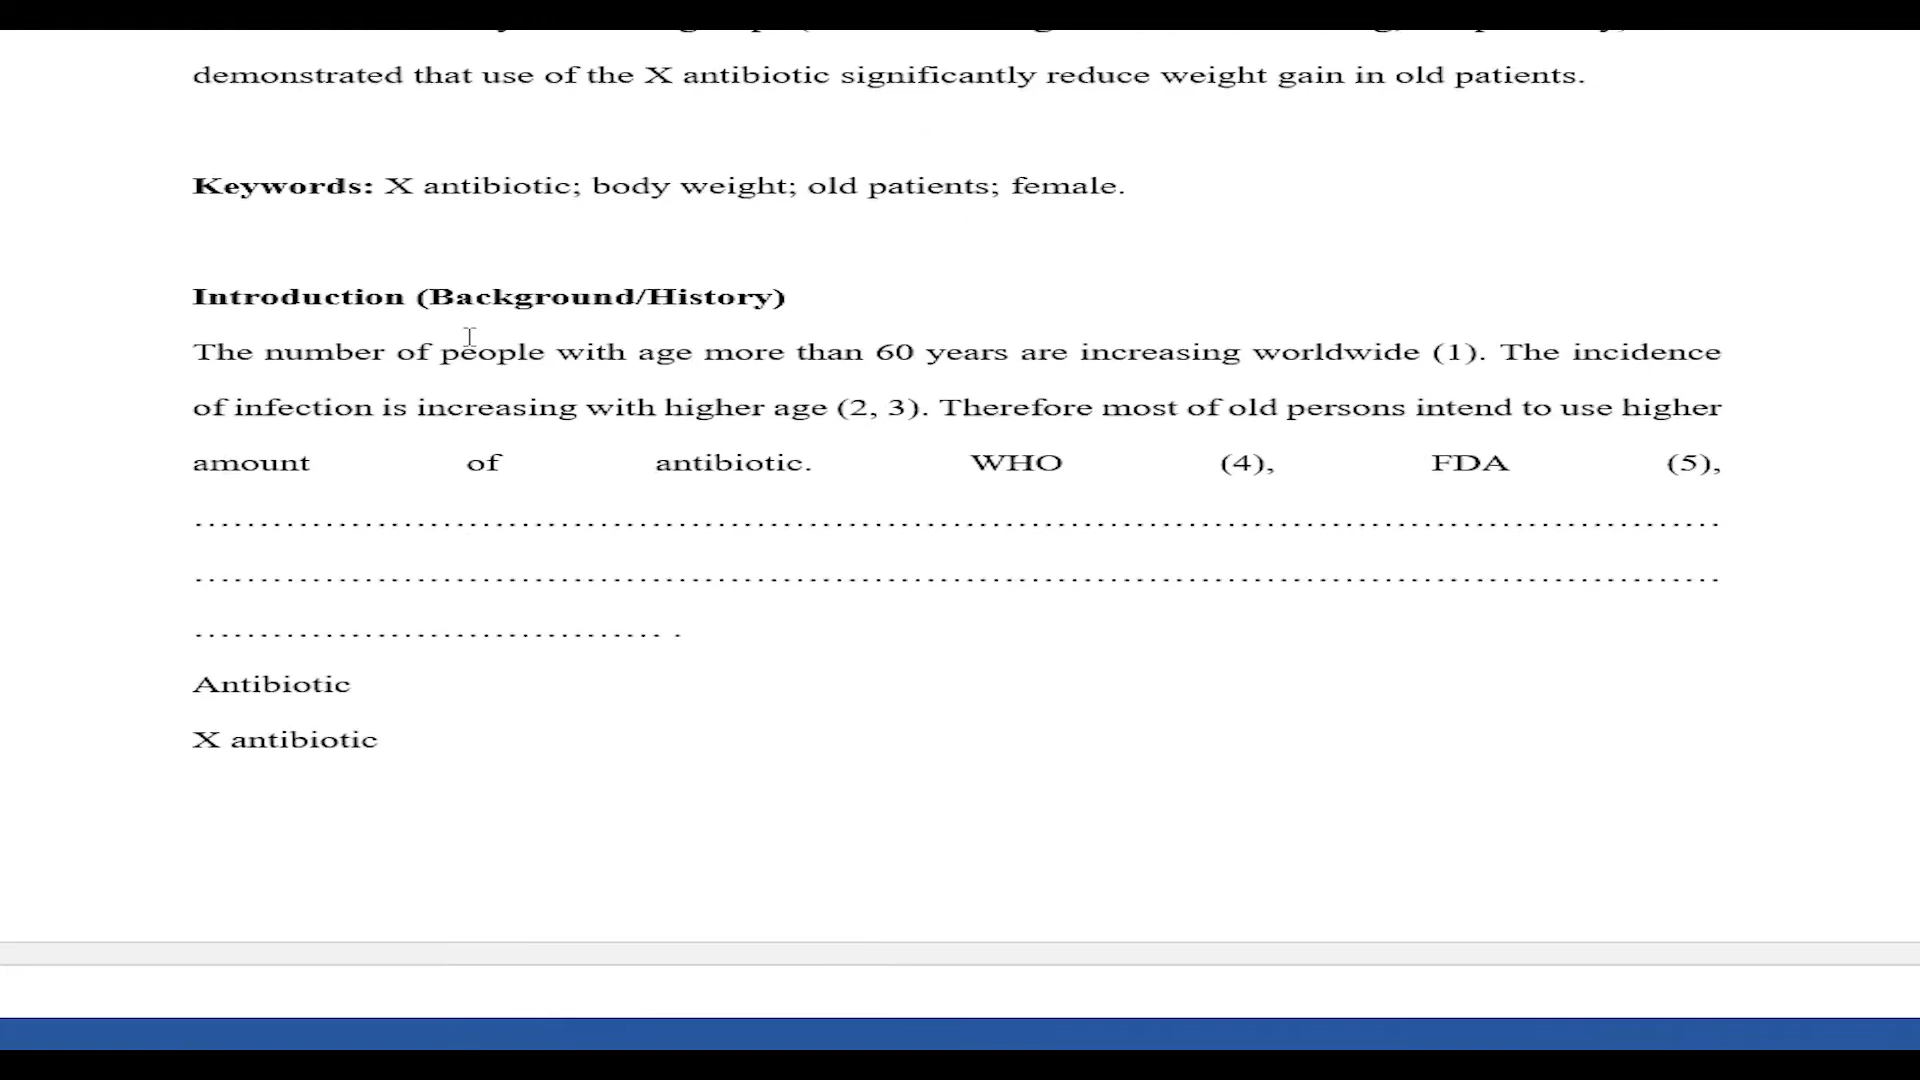 demonstrated that use of the X antibiotic significantly reduce weight gain in old patients.
Keywords: X antibiotic; body weight; old patients; female.
Introduction (Background/History)
The number of people with age more than 60 years are increasing worldwide (1). The incidence
of infection is increasing with higher age (2, 3). Therefore most of old persons intend to use higher
amount of antibiotic. WHO (4), FDA (5),
……………………………………………………………………………………………………………
……………………………………………………………………………………………………………
………………………………… .
Antibiotic
X antibiotic